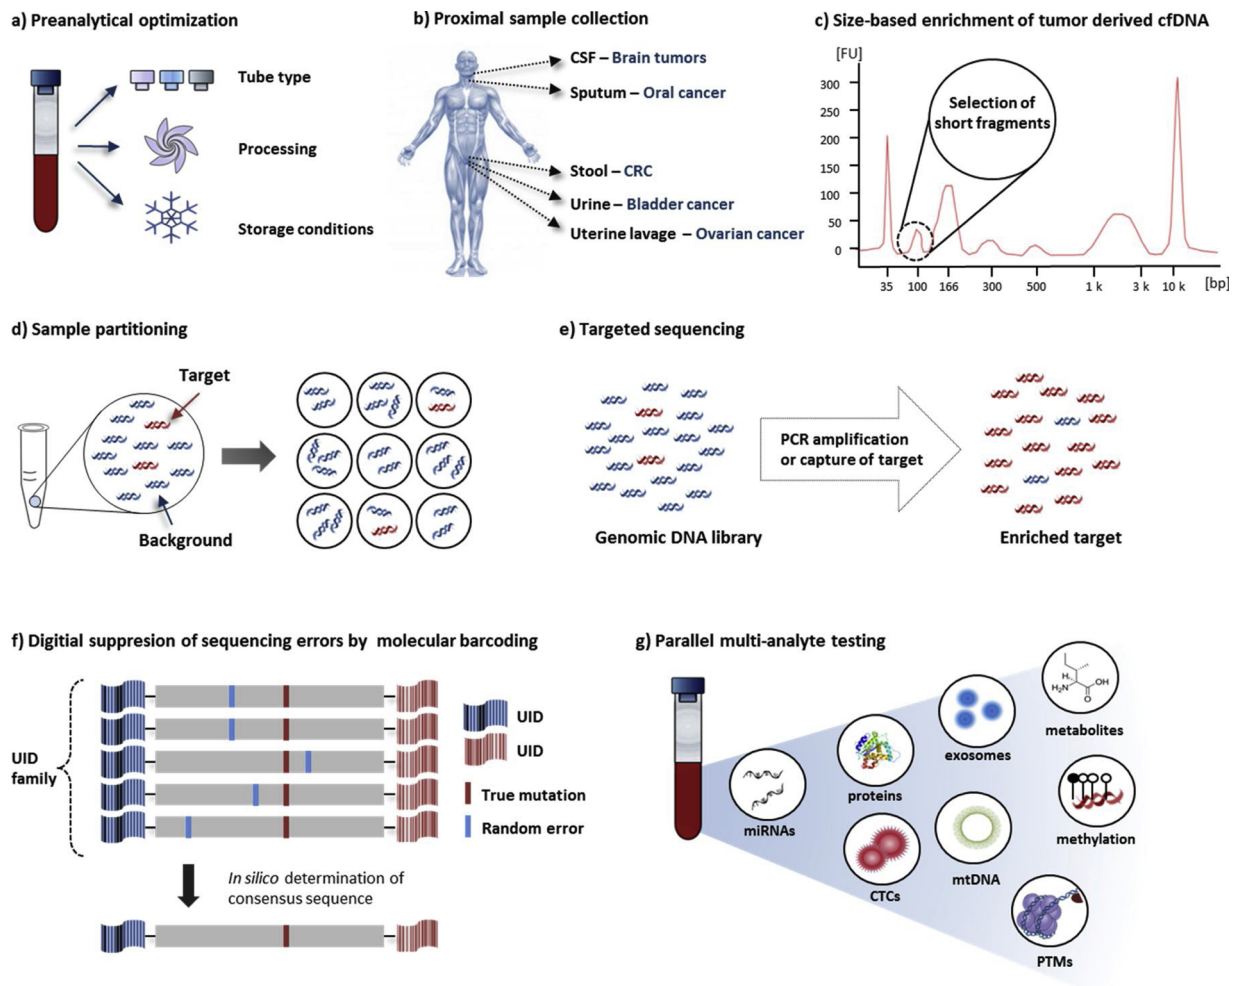 a) Preanalytical optimization
Tube type
Processing
Storage conditions
b) Proximal sample collection
CSF – Brain tumors
Sputum – Oral cancer
Stool – CRC
Urine – Bladder cancer
Uterine lavage – Ovarian cancer
c) Size-based enrichment of tumor derived cfDNA
[FU]
300
250
200
150
100
50
0
Selection of
short fragments
35 100 166 300 500 1 k 3 k 10 k [bp]
d) Sample partitioning
Target
Background
e) Targeted sequencing
PCR amplification
or capture of target
Genomic DNA library
Enriched target
f) Digitial suppresion of sequencing errors by molecular barcoding
UID
family
UID
UID
True mutation
Random error
In silico determination of
consensus sequence
g) Parallel multi-analyte testing
miRNAs
proteins
CTCs
exosomes
mtDNA
H
H₂N
OH
O
metabolites
methylation
PTMs